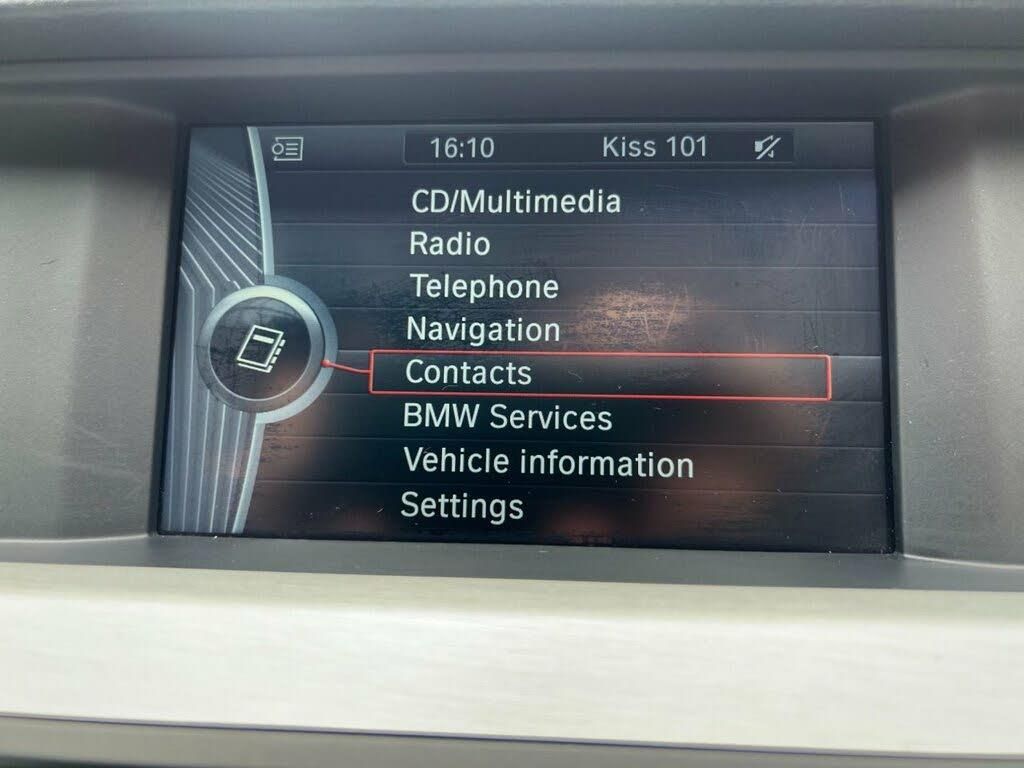 16:10 Kiss 101
CD/Multimedia
Radio
Telephone
Navigation
Contacts
BMW Services
Vehicle information
Settings